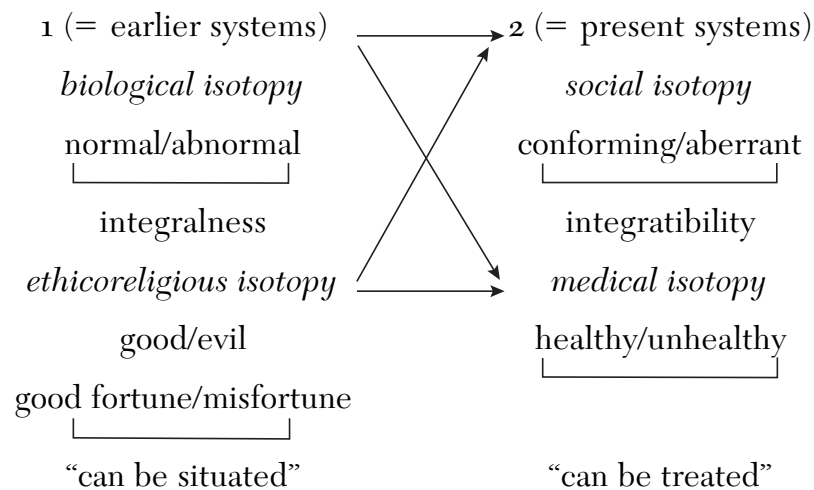 1 (= earlier systems)
biological isotopy
normal/abnormal
integralness
ethicoreligious isotopy
good/evil
good fortune/misfortune
“can be situated”
2 (= present systems)
social isotopy
conforming/aberrant
integratibility
medical isotopy
healthy/unhealthy
“can be treated”